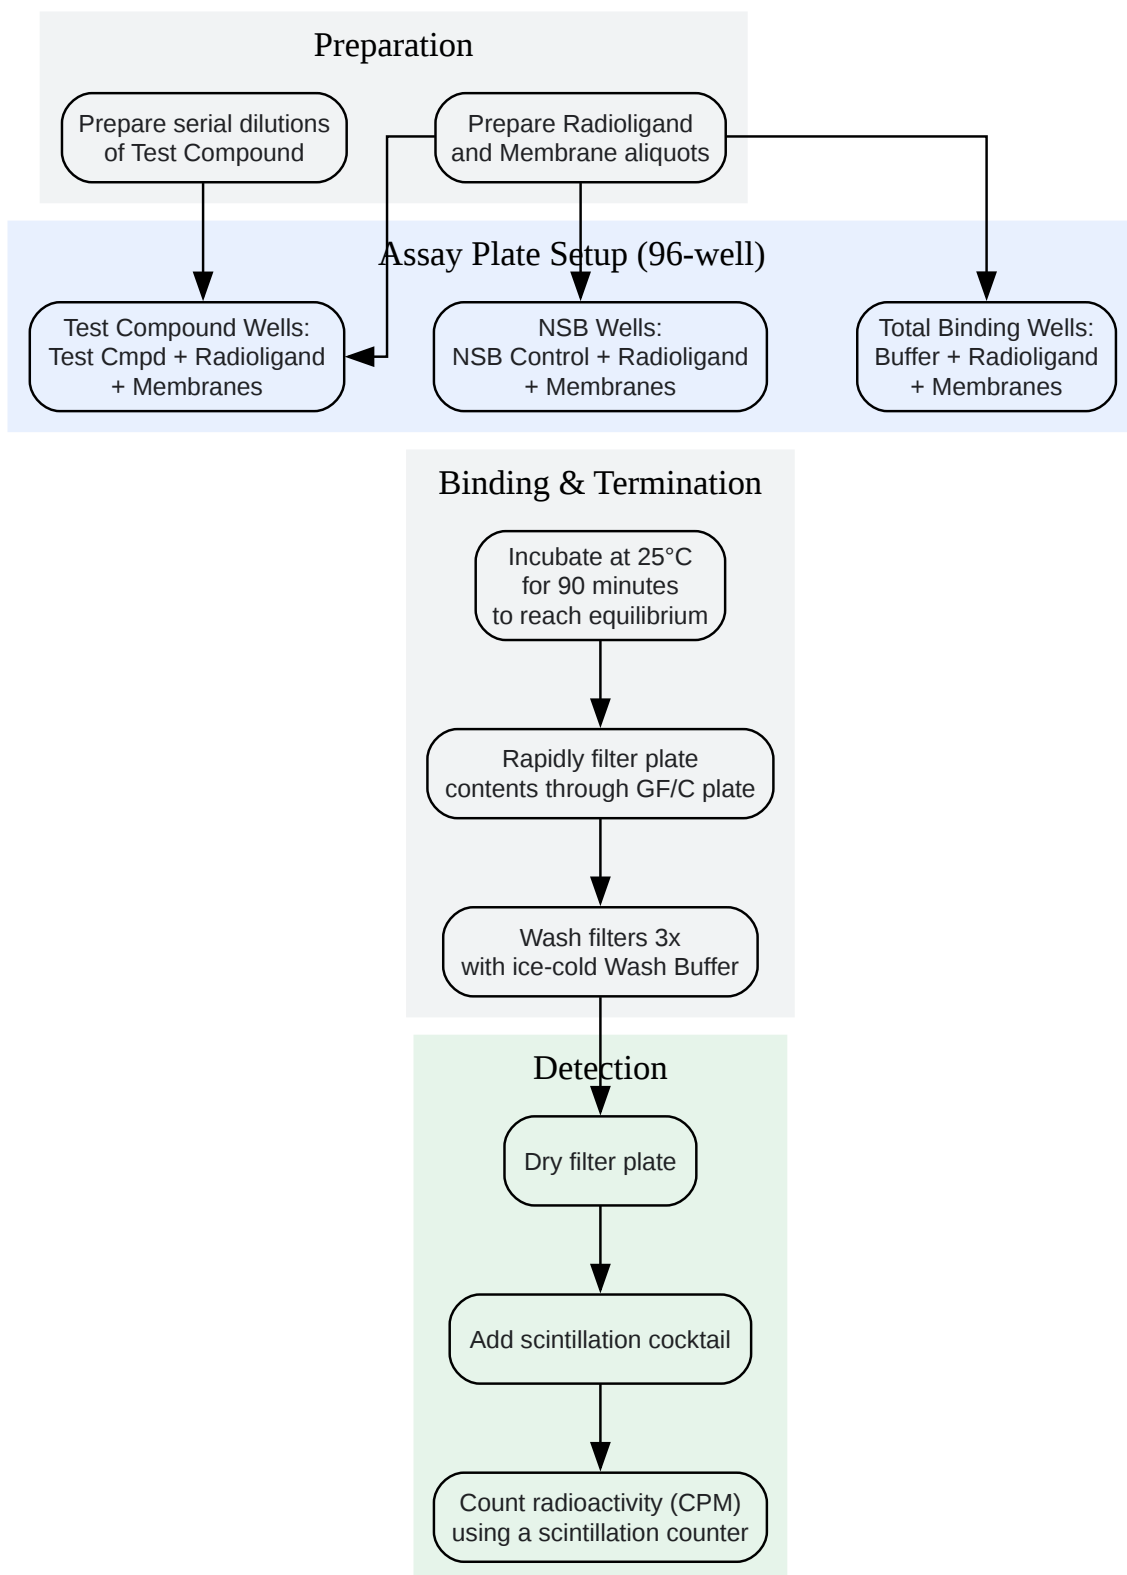 Preparation
Prepare serial dilutions
of Test Compound
Prepare Radioligand
and Membrane aliquots
Assay Plate Setup (96-well)
Test Compound Wells:
Test Cmpd + Radioligand
+ Membranes
NSB Wells:
NSB Control + Radioligand
+ Membranes
Total Binding Wells:
Buffer + Radioligand
+ Membranes
Binding & Termination
Incubate at 25°C
for 90 minutes
to reach equilibrium
Rapidly filter plate
contents through GF/C plate
Wash filters 3x
with ice-cold Wash Buffer
Detection
Dry filter plate
Add scintillation cocktail
Count radioactivity (CPM)
using a scintillation counter